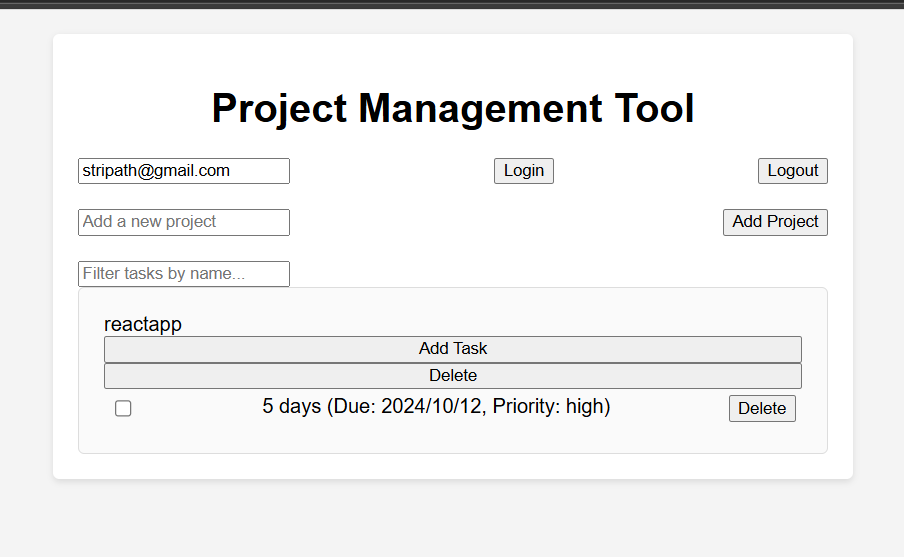 Project Management Tool
stripath@gmail.com Login Logout
Add a new project Add Project
Filter tasks by name...
reactapp
Add Task
Delete
5 days (Due: 2024/10/12, Priority: high) Delete